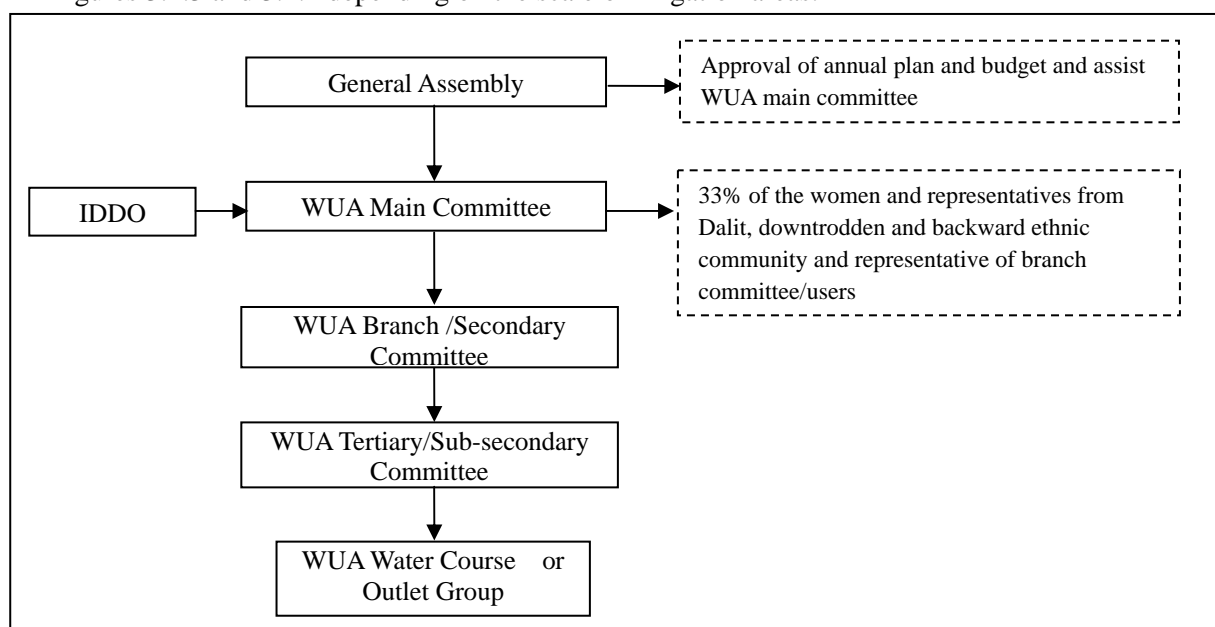 General Assembly
Approval of annual plan and budget and assist
WUA main committee
IDDO
WUA Main Committee
33% of the women and representatives from
Dalit, downtrodden and backward ethnic
community and representative of branch
committee/users
WUA Branch /Secondary
Committee
WUA Tertiary/Sub-secondary
Committee
WUA Water Course or
Outlet Group